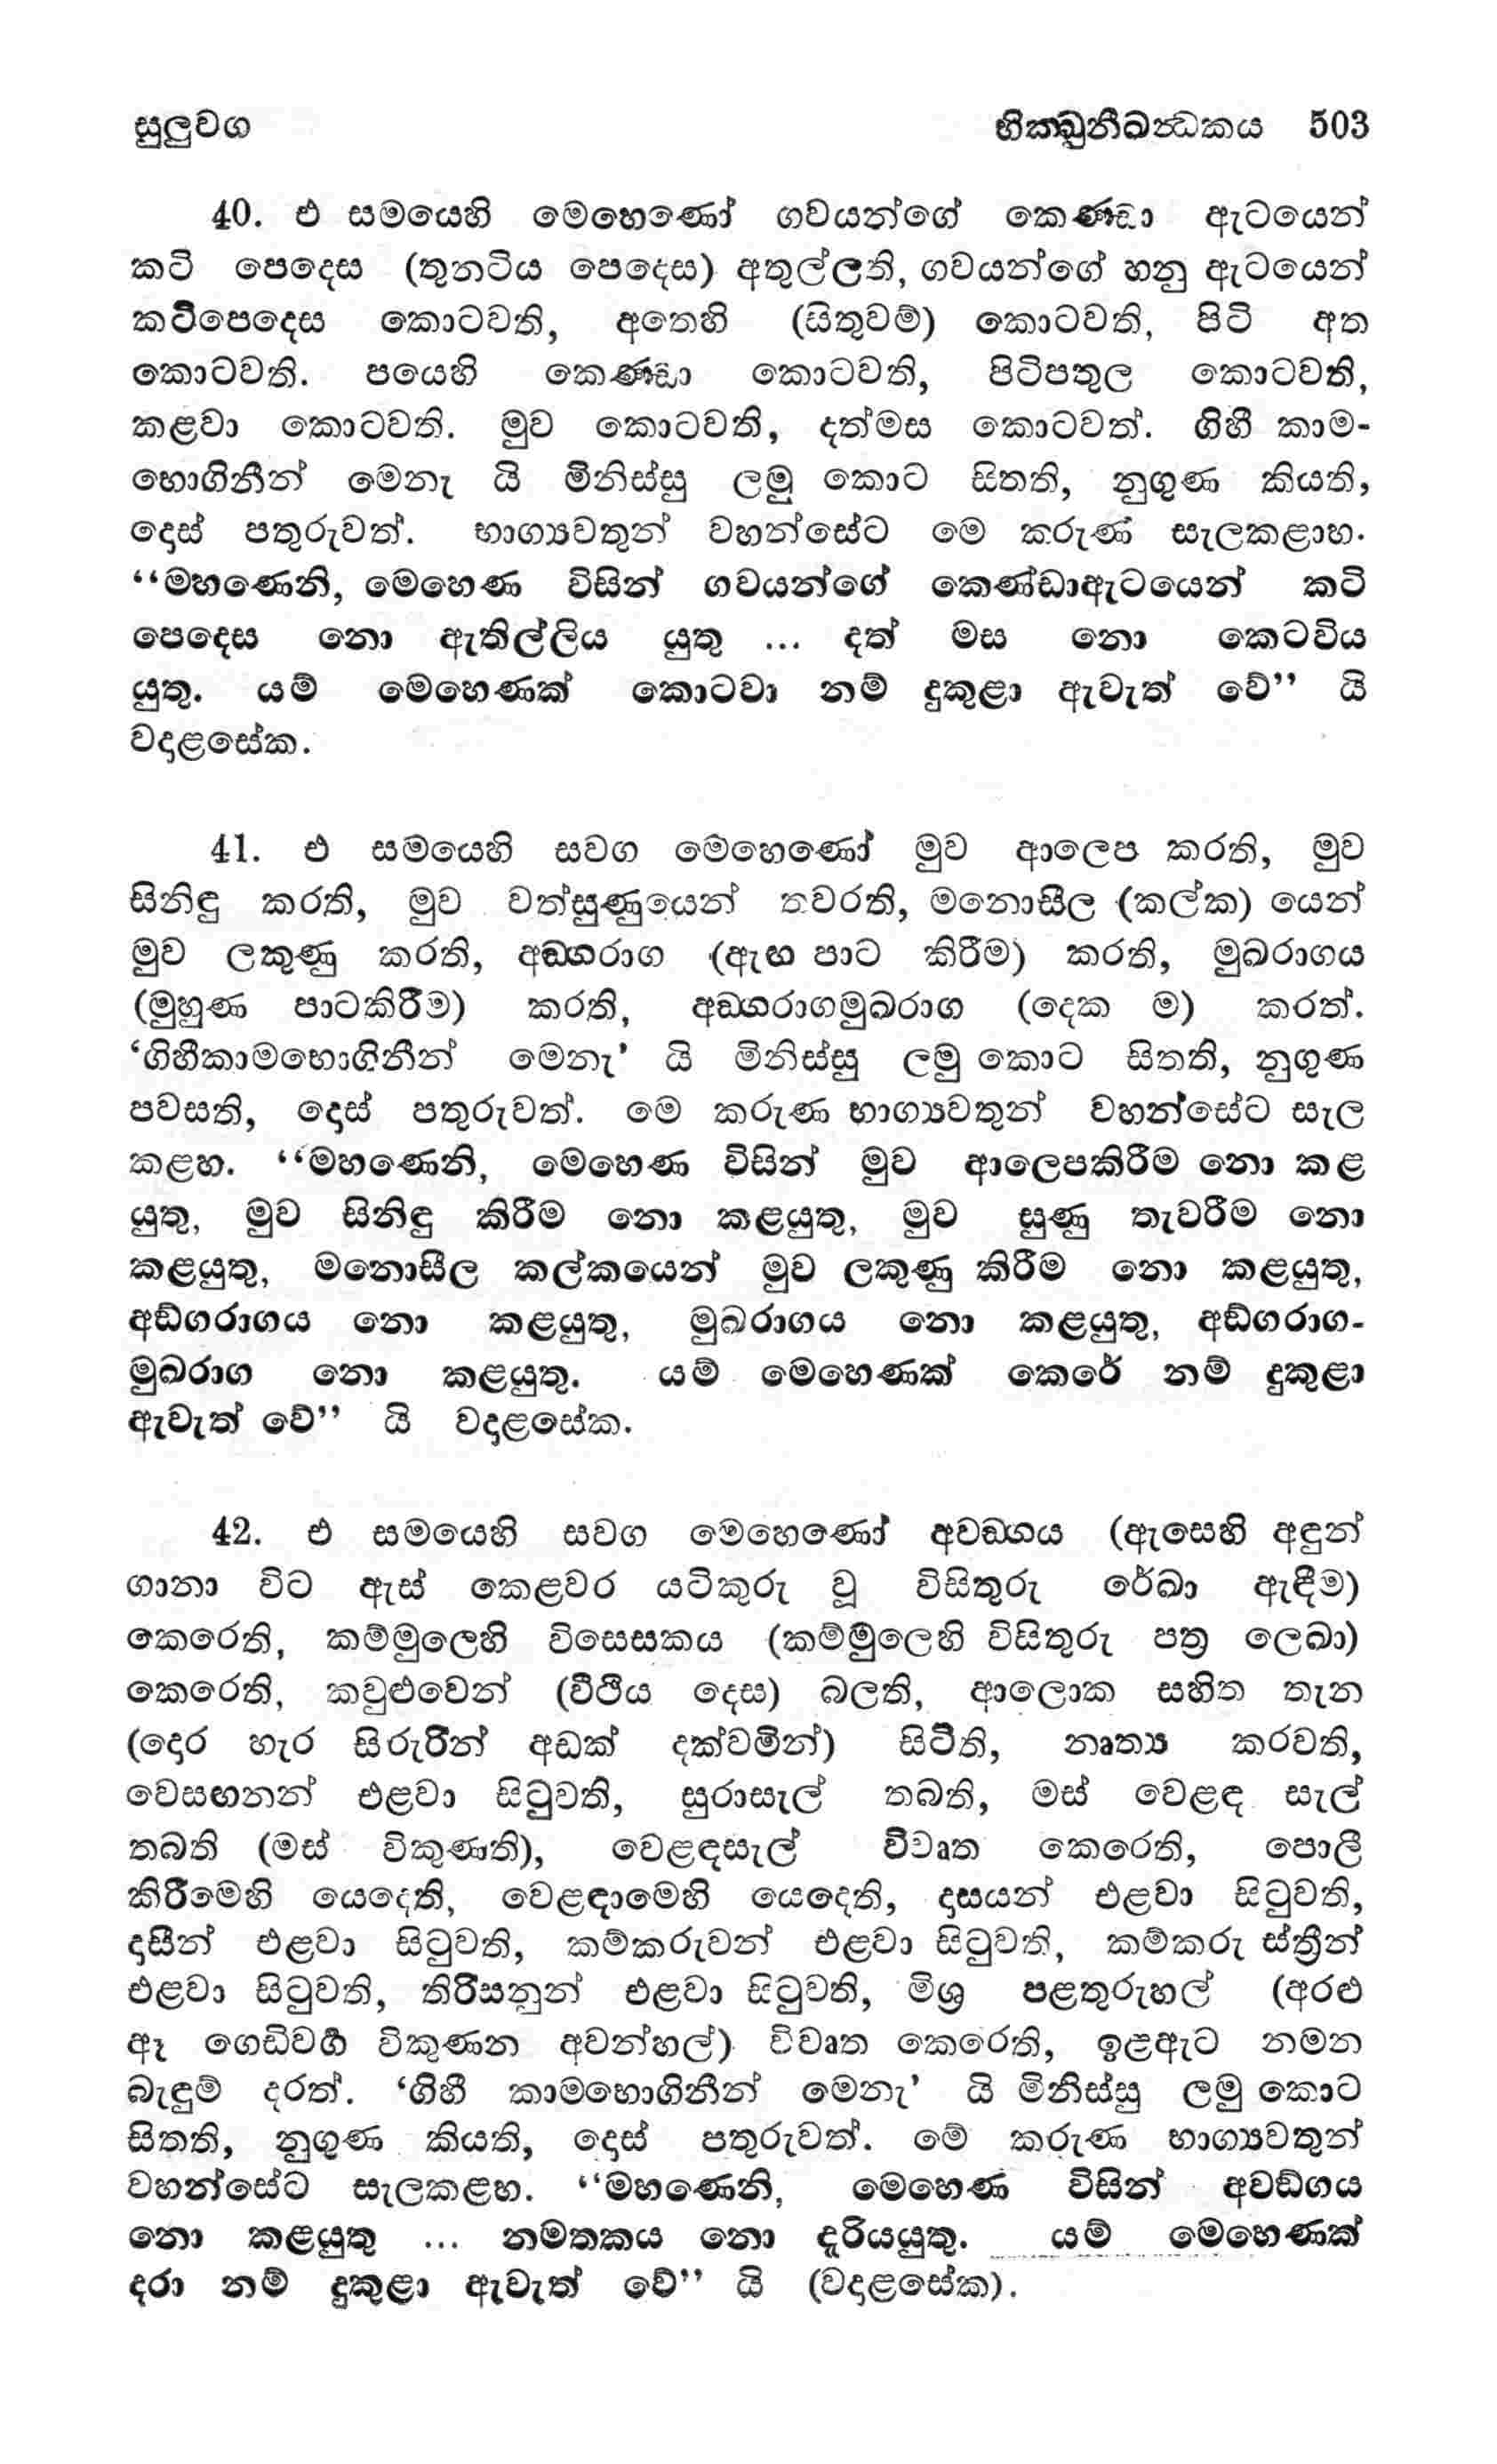 සුලුවග	භික්ඛුනීඛන්ධකය 503
40. එ සමයෙහි මෙහෙණෝ ගවයන්ගේ කෙණ්ඩා ඇටයෙන්
කටි පෙදෙස (තුනටිය පෙදෙස) අතුල්ලති, ගවයන්ගේ හනු ඇටයෙන්
කටිපෙදෙස කොටවති, අතෙහි (සිතුවම්) කොටවති, පිටි අත
කොටවති. පයෙහි කෙණ්ඩා කොටවති, පිටිපතුල කොටවති,
කළවා කොටවති. මුව කොටවති, දත්මස කොටවත්. ගිහී කාම-
භොගිනීන් මෙනැ යි මිනිස්සු ලමු කොට සිතති, නුගුණ කියති,
දොස් පතුරුවත්. භාග්‍යවතුන් වහන්සේට මෙ කරුණ සැලකළාහ.
“මහණෙනි, මෙහෙණ විසින් ගවයන්ගේ කෙණ්ඩාඇටයෙන් කටි
පෙදෙස නො ඇතිල්ලිය යුතු ... දත් මස නො කෙටවිය
යුතු. යම් මෙහෙණක් කොටවා නම් දුකුළා ඇවැත් වේ” යි
වදාළසේක.
41. එ සමයෙහි සවග මෙහෙණෝ මුව ආලෙප කරති, මුව
සිනිඳු කරති, මුව වත්සුණුයෙන් තවරති, මනොසීල (කල්ක) යෙන්
මුව ලකුණු කරති, අඞ්ගරාග (ඇඟ පාට කිරීම) කරති, මුඛරාගය
(මුහුණ පාටකිරීම) කරති, අඞ්ගරාගමුඛරාග (දෙක ම) කරත්.
‘ගිහීකාමභොගිනීන් මෙනැ’ යි මිනිස්සු ලමු කොට සිතති, නුගුණ
පවසති, දොස් පතුරුවත්. මෙ කරුණ භාග්‍යවතුන් වහන්සේට සැල
කළහ. “මහණෙනි, මෙහෙණ විසින් මුව ආලෙපකිරීම නො කළ
යුතු, මුව සිනිඳු කිරීම නො කළයුතු, මුව සුණු තැවරීම නො
කළයුතු, මනොසීල කල්කයෙන් මුව ලකුණු කිරීම නො කළයුතු,
අඞ්ගරාගය නො කළයුතු, මුඛරාගය නො කළයුතු, අඞ්ගරාග-
මුඛරාග නො කළයුතු. යම් මෙහෙණක් කෙරේ නම් දුකුළා
ඇවැත් වේ” යි වදාළසේක.
42. එ සමයෙහි සවග මෙහෙණෝ අවඞ්ගය (ඇසෙහි අඳුන්
ගානා විට ඇස් කෙළවර යටිකුරු වූ විසිතුරු රේඛා ඇඳීම)
කෙරෙති, කම්මුලෙහි විසෙසකය (කම්මුලෙහි විසිතුරු පත්‍ර ලෙඛා)
කෙරෙති, කවුළුවෙන් (වීථිය දෙස) බලති, ආලොක සහිත තැන
(දොර හැර සිරුරින් අඩක් දක්වමින්) සිටිති, නෘත්‍ය කරවති,
වෙසඟනන් එළවා සිටුවති, සුරාසැල් තබති, මස් වෙළඳ සැල්
තබති (මස් විකුණති), වෙළඳසැල් විවෘත කෙරෙති, පොලී
කිරීමෙහි යෙදෙති, වෙළඳාමෙහි යෙදෙති, දාසයන් එළවා සිටුවති,
දාසීන් එළවා සිටුවති, කම්කරුවන් එළවා සිටුවති, කම්කරු ස්ත්‍රීන්
එළවා සිටුවති, තිරිසනුන් එළවා සිටුවති, මිශ්‍ර පළතුරුහල් (අරළු
ඈ ගෙඩිවර්‍ග විකුණන අවන්හල්) විවෘත කෙරෙති, ඉළඇට නමන
බැඳුම් දරත්. ‘ගිහී කාමභොගිනීන් මෙනැ’ යි මිනිස්සු ලමු කොට
සිතති, නුගුණ කියති, දොස් පතුරුවත්. මේ කරුණ භාග්‍යවතුන්
වහන්සේට සැලකළහ. “මහණෙනි, මෙහෙණ විසින් අවඞ්ගය
නො කළයුතු ... නමතකය නො දැරියයුතු. යම් මෙහෙණක්
දරා නම් දුකුළා ඇවැත් වේ” යි (වදාළසේක).